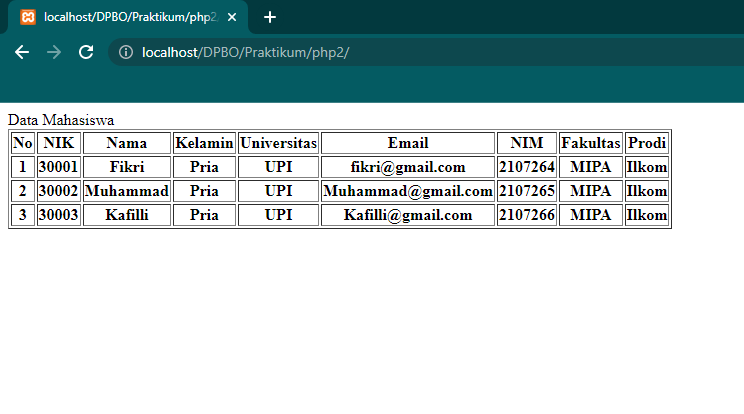 localhost/DPBO/Praktikum/php2
localhost/DPBO/Praktikum/php2/
Data Mahasiswa
No NIK Nama Kelamin Universitas Email NIM Fakultas Prodi
1 30001 Fikri Pria UPI fikri@gmail.com 2107264 MIPA Ilkom
2 30002 Muhammad Pria UPI Muhammad@gmail.com 2107265 MIPA Ilkom
3 30003 Kafilli Pria UPI Kafilli@gmail.com 2107266 MIPA Ilkom